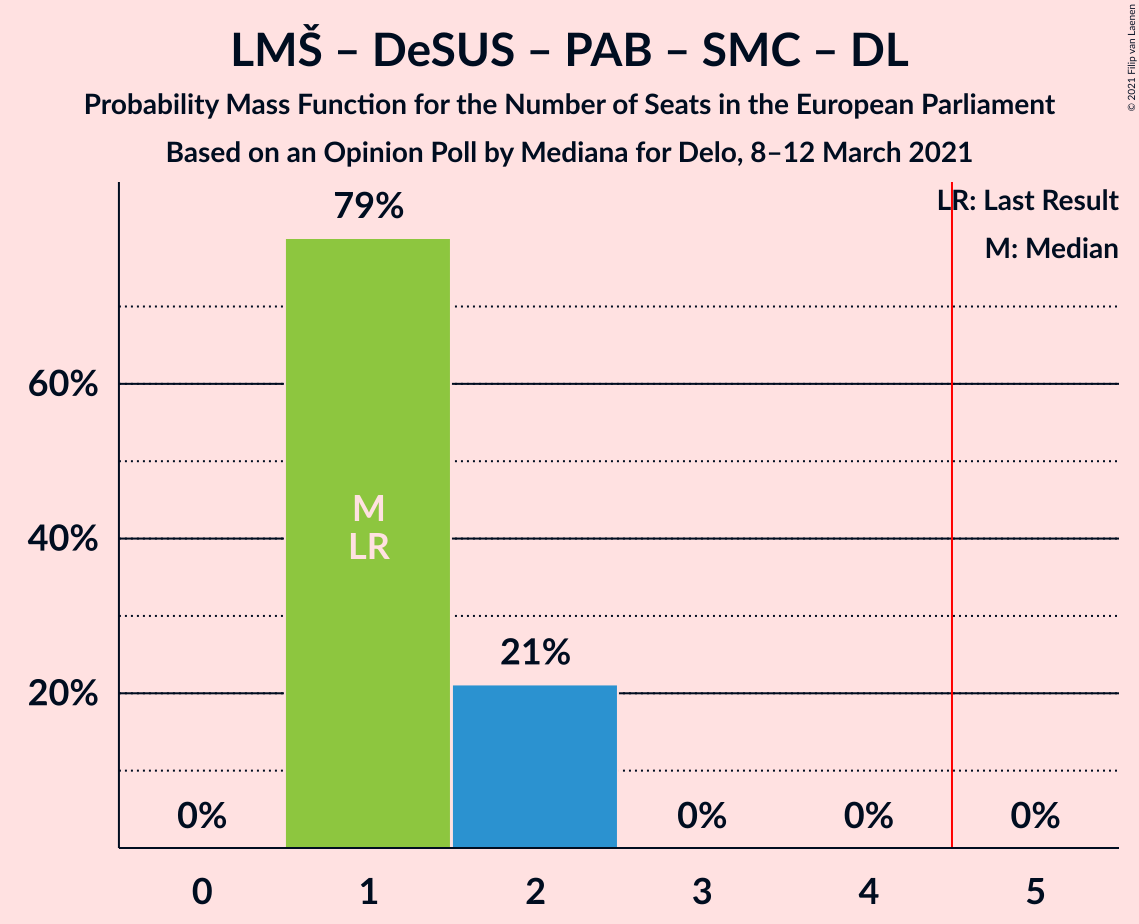 LMŠ – DeSUS – PAB – SMC – DL
Probability Mass Function for the Number of Seats in the European Parliament
Based on an Opinion Poll by Mediana for Delo, 8–12 March 2021
© 2021 Filip van Laenen
LR: Last Result
M: Median
79%
60%
M
LR
40%
21%
20%
0%
0%
0%
0%
0
1
2
3
4
5